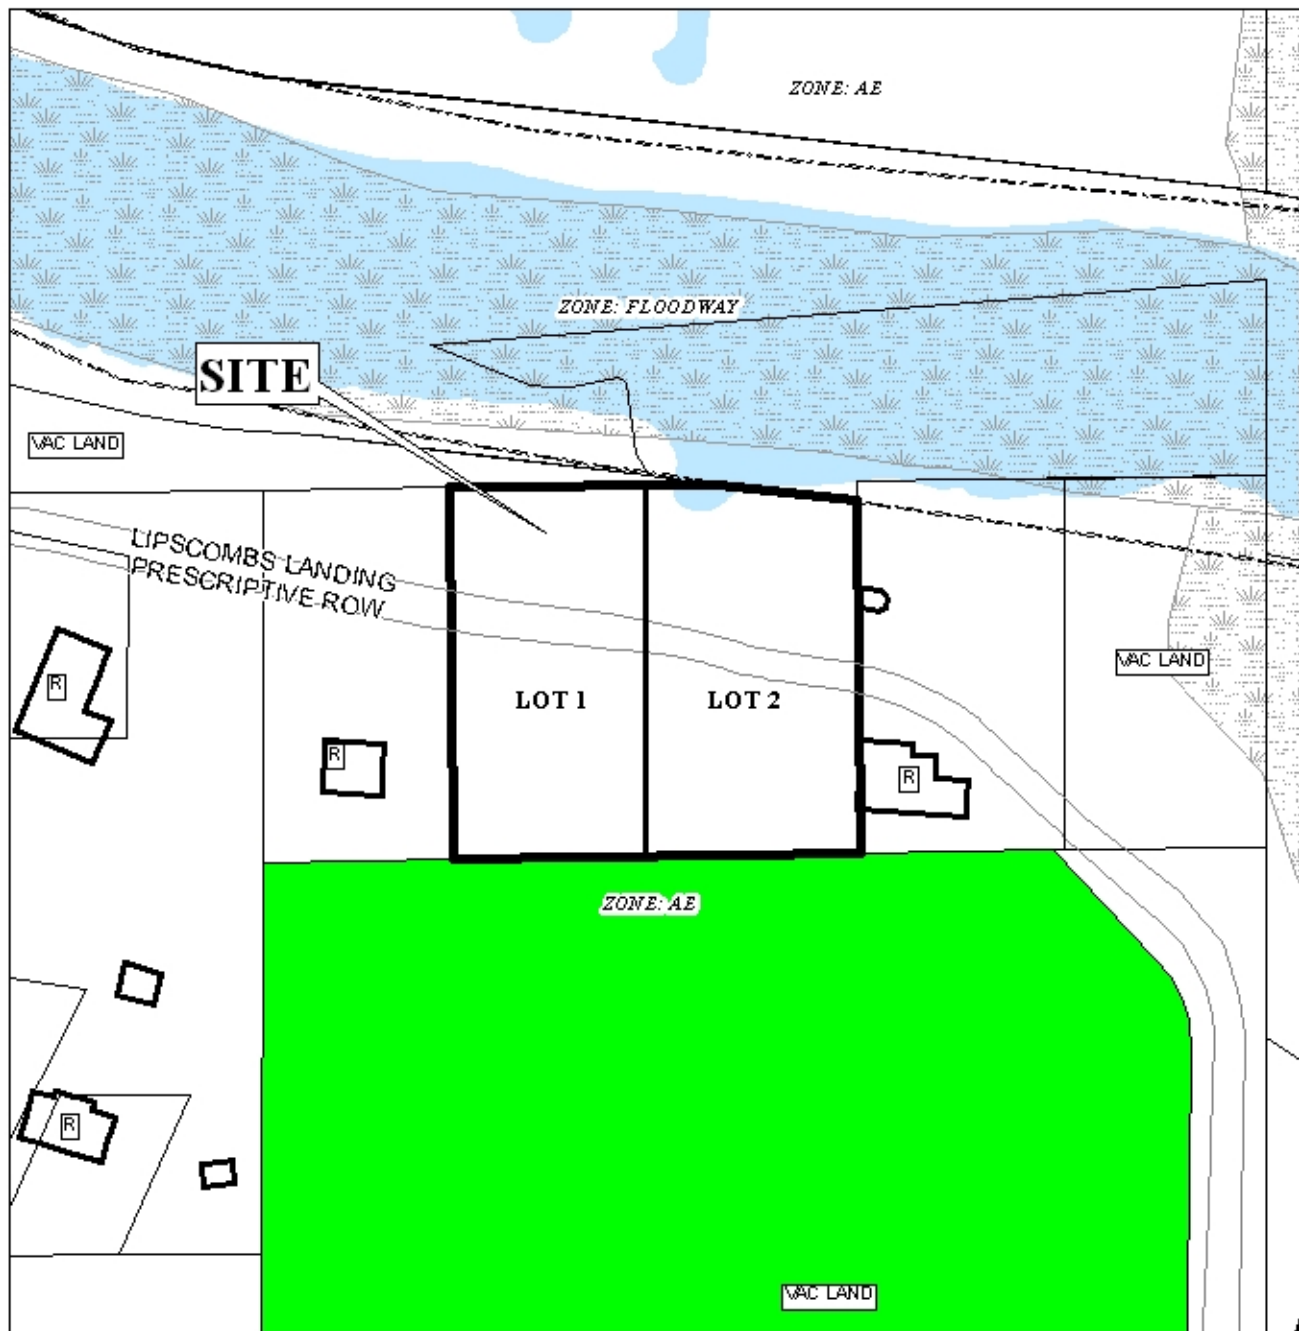 ZONE: AE
ZONE: FLOODWAY
SITE
VAC LAND
LIPSCOMBS LANDING
PRESCRIPTIVE ROW
VAC LAND
R
LOT 1
LOT 2
R
R
ZONE: AE
R
VAC LAND